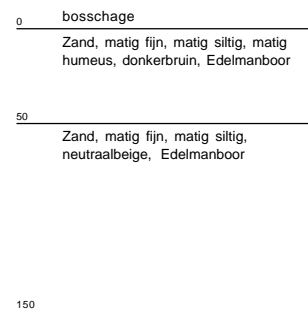 0 bosschage
Zand, matig fijn, matig siltig, matig
humeus, donkerbruin, Edelmanboor
50
Zand, matig fijn, matig siltig,
neutraalbeige, Edelmanboor
150